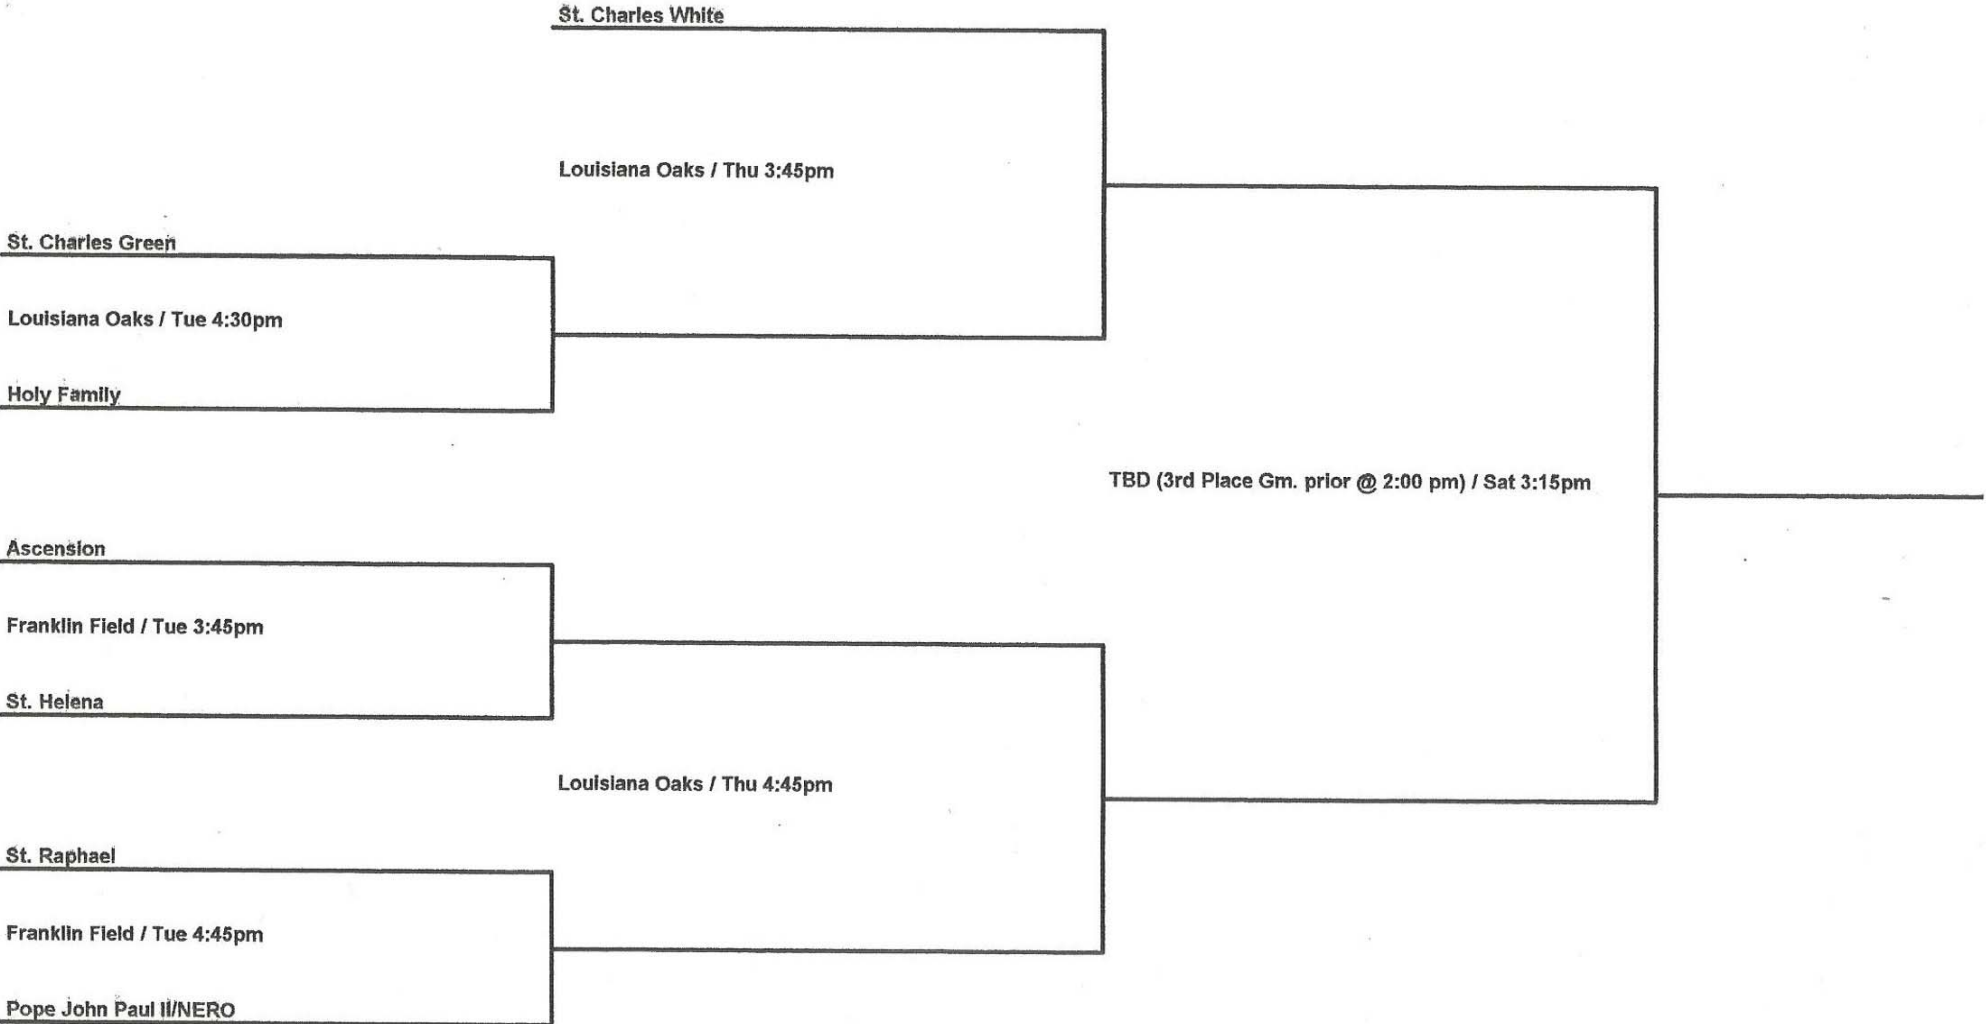 St. Charles White
Louisiana Oaks / Thu 3:45pm
St. Charles Green
Louisiana Oaks / Tue 4:30pm
Holy Family
TBD (3rd Place Gm. prior @ 2:00 pm) / Sat 3:15pm
Ascension
Franklin Field / Tue 3:45pm
St. Helena
Louisiana Oaks / Thu 4:45pm
St. Raphael
Franklin Field / Tue 4:45pm
Pope John Paul II/NERO